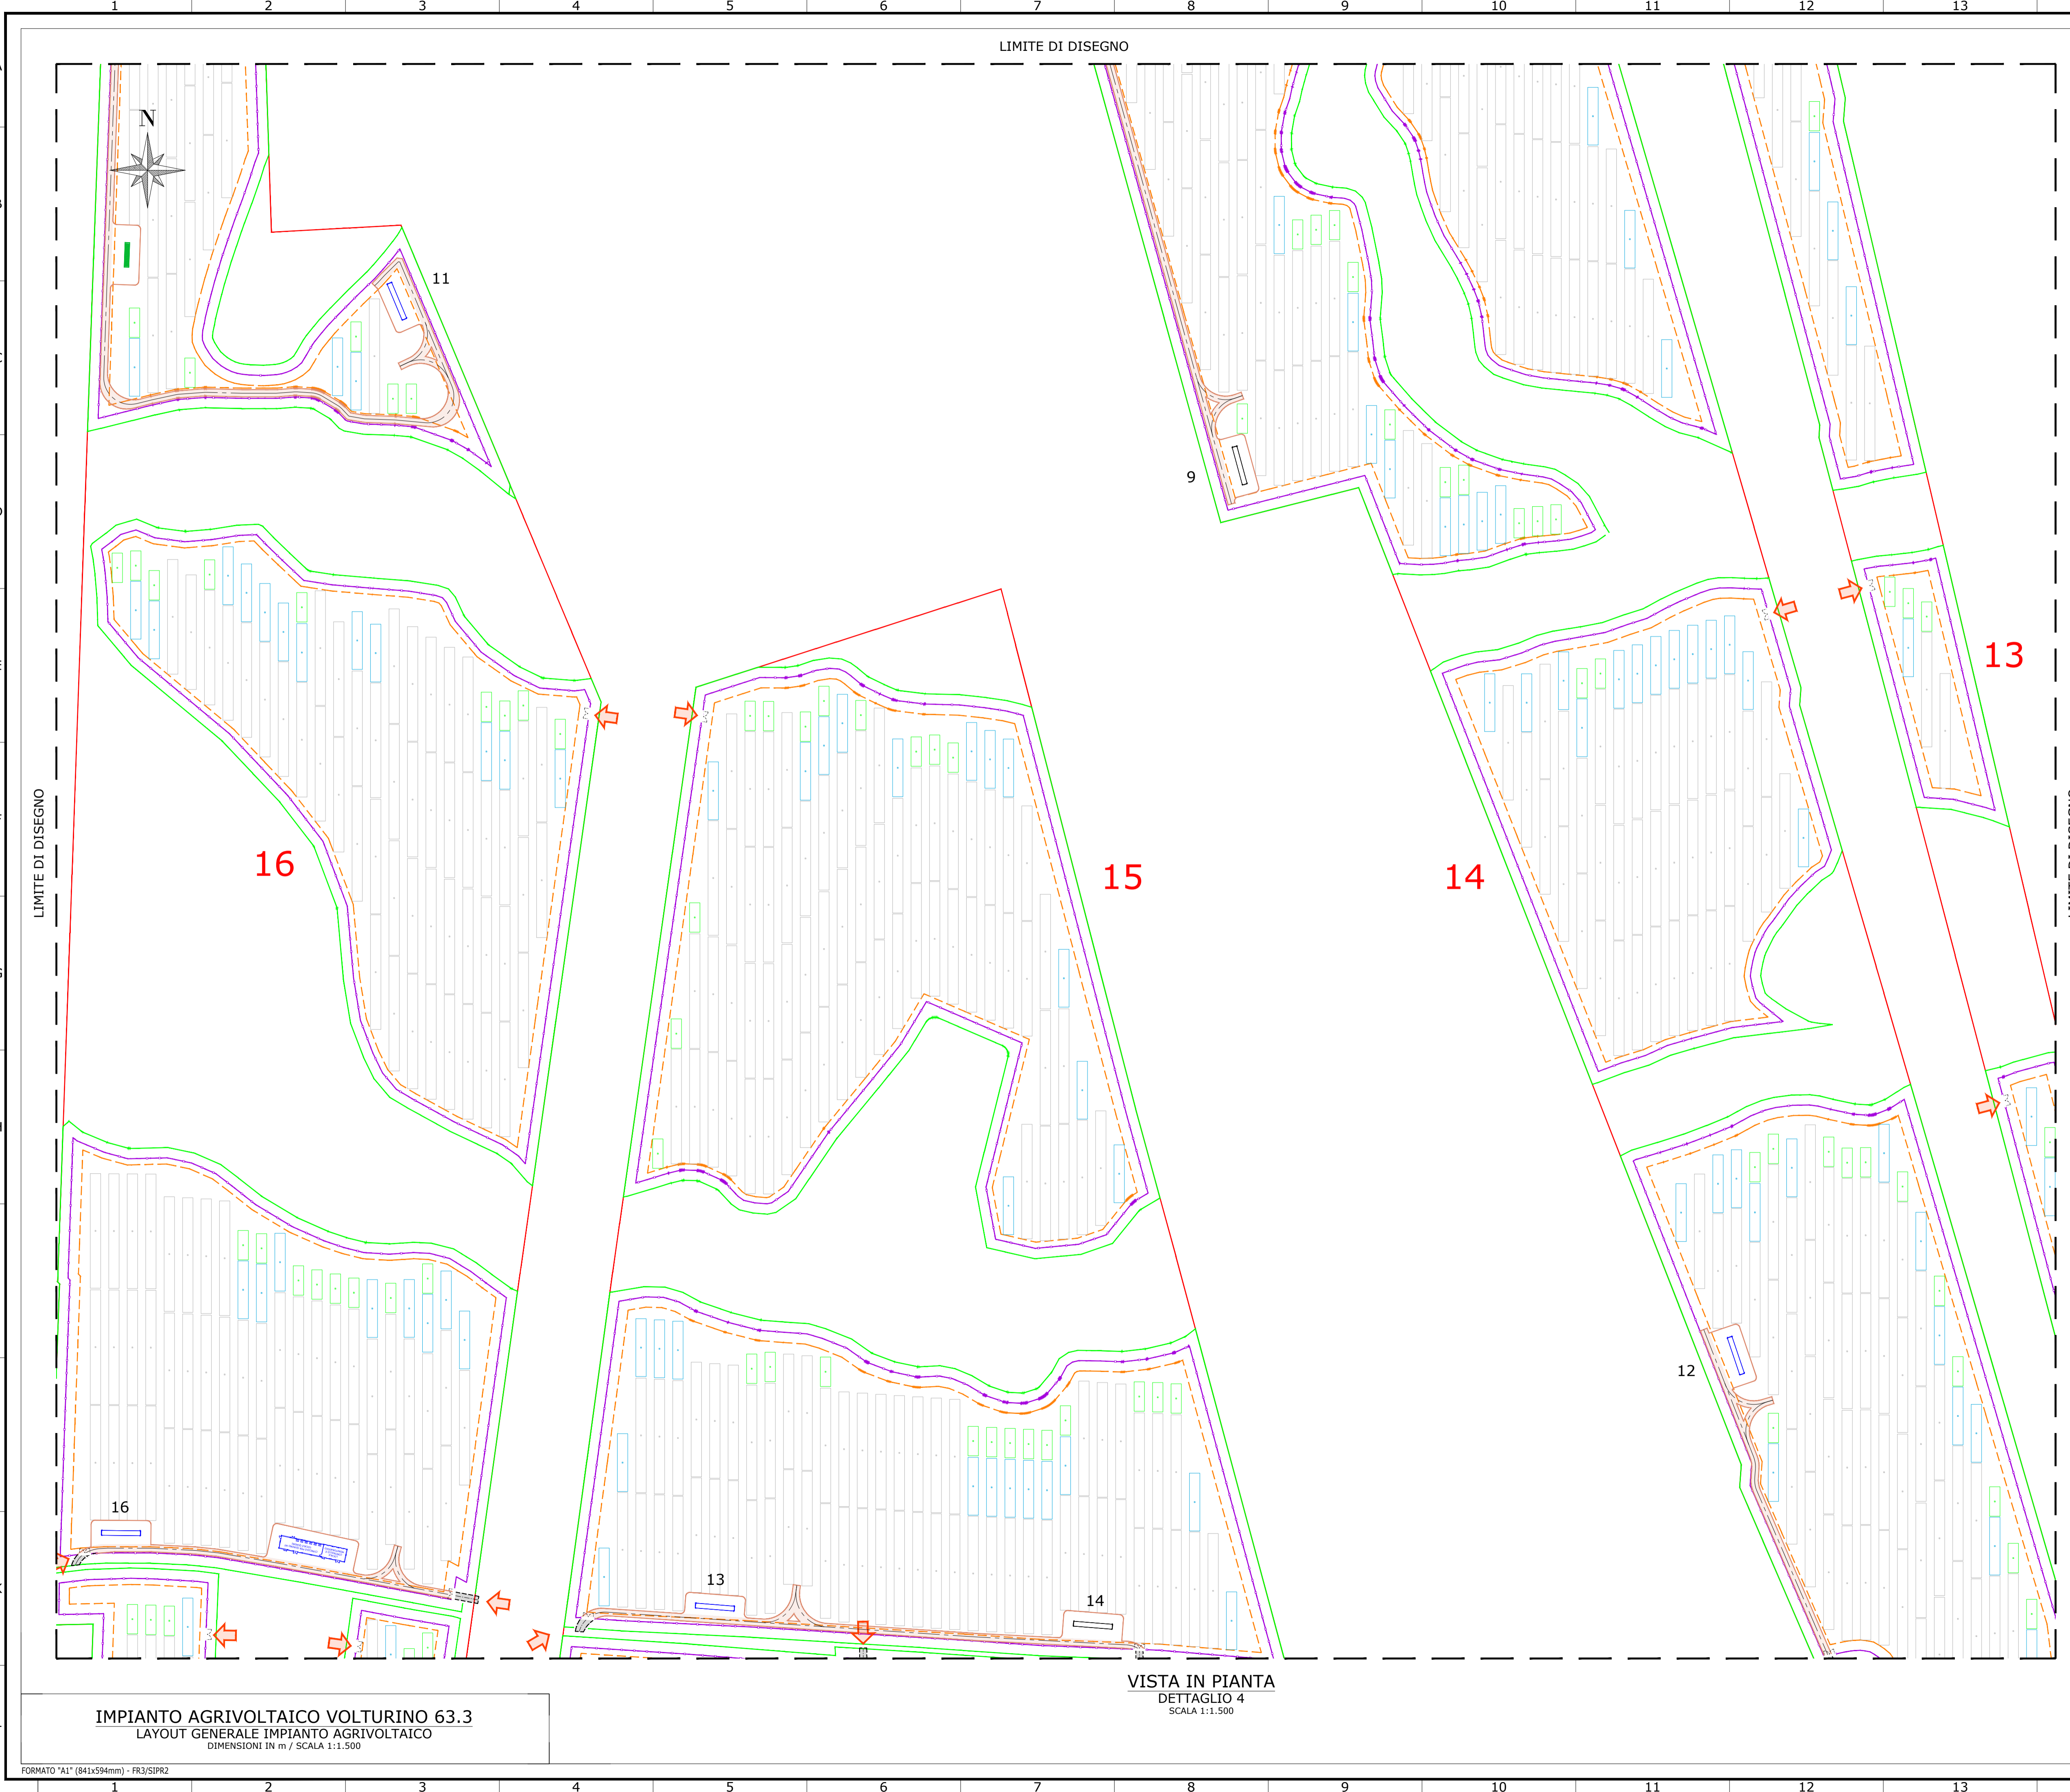 1 2 3 4 5 6 7 8 9 10 11 12 13
LIMITE DI DISEGNO
N
11
9
13
LIMITE DI DISEGNO
16
15
14
12
16
13
14
VISTA IN PIANTA
DETTAGLIO 4
SCALA 1:1.500
IMPIANTO AGRIVOLTAICO VOLTURINO 63.3
LAYOUT GENERALE IMPIANTO AGRIVOLTAICO
DIMENSIONI IN m / SCALA 1:1.500
FORMATO "A1" (841x594mm) - FR3/SIPR2
1 2 3 4 5 6 7 8 9 10 11 12 13